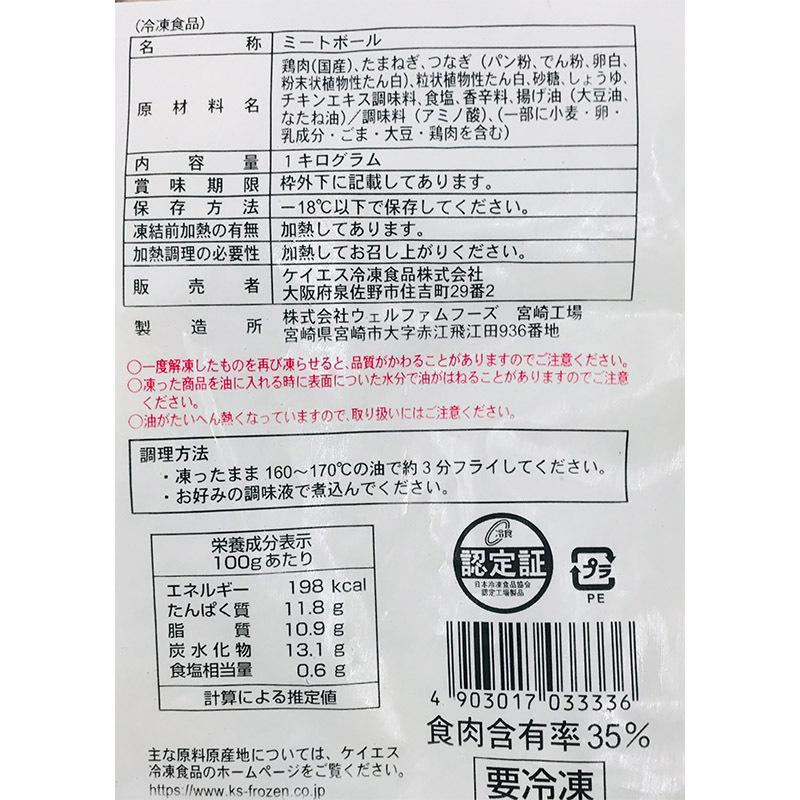 (冷凍食品)
名称 ミートボール
原材料名 鶏肉(国産)、たまねぎ、つなぎ(パン粉、でん粉、卵白、
粉末状植物性たん白)、粒状植物性たん白、砂糖、しょうゆ、
チキンエキス調味料、食塩、香辛料、揚げ油(大豆油、
なたね油)/調味料(アミノ酸)、(一部に小麦・卵・
乳成分・ごま・大豆・鶏肉を含む)
内容量 1キログラム
賞味期限 枠外下に記載してあります。
保存方法 −18℃以下で保存してください。
凍結前加熱の有無 加熱してあります。
加熱調理の必要性 加熱してお召し上がりください。
販売者 ケイエス冷凍食品株式会社
大阪府泉佐野市住吉町29番2
製造所 株式会社ウェルファムフーズ 宮崎工場
宮崎県宮崎市大字赤江飛江田936番地
○一度解凍したものを再び凍らせると、品質がかわることがありますのでご注意ください。
○凍った商品を油に入れる時に表面についた水分で油がはねることがありますのでご注意
ください。
○油がたいへん熱くなっていますので、取り扱いにはご注意ください。
調理方法
・凍ったまま160〜170℃の油で約3分フライしてください。
・お好みの調味液で煮込んでください。
栄養成分表示
100gあたり
エネルギー 198 kcal
たんぱく質 11.8 g
脂質 10.9 g
炭水化物 13.1 g
食塩相当量 0.6 g
計算による推定値
冷食
認定証
日本冷凍食品協会
認定工場製品
プラ
PE
4 903017 033336
食肉含有率35%
要冷凍
主な原料原産地については、ケイエス
冷凍食品のホームページをご覧ください。
https://www.ks-frozen.co.jp